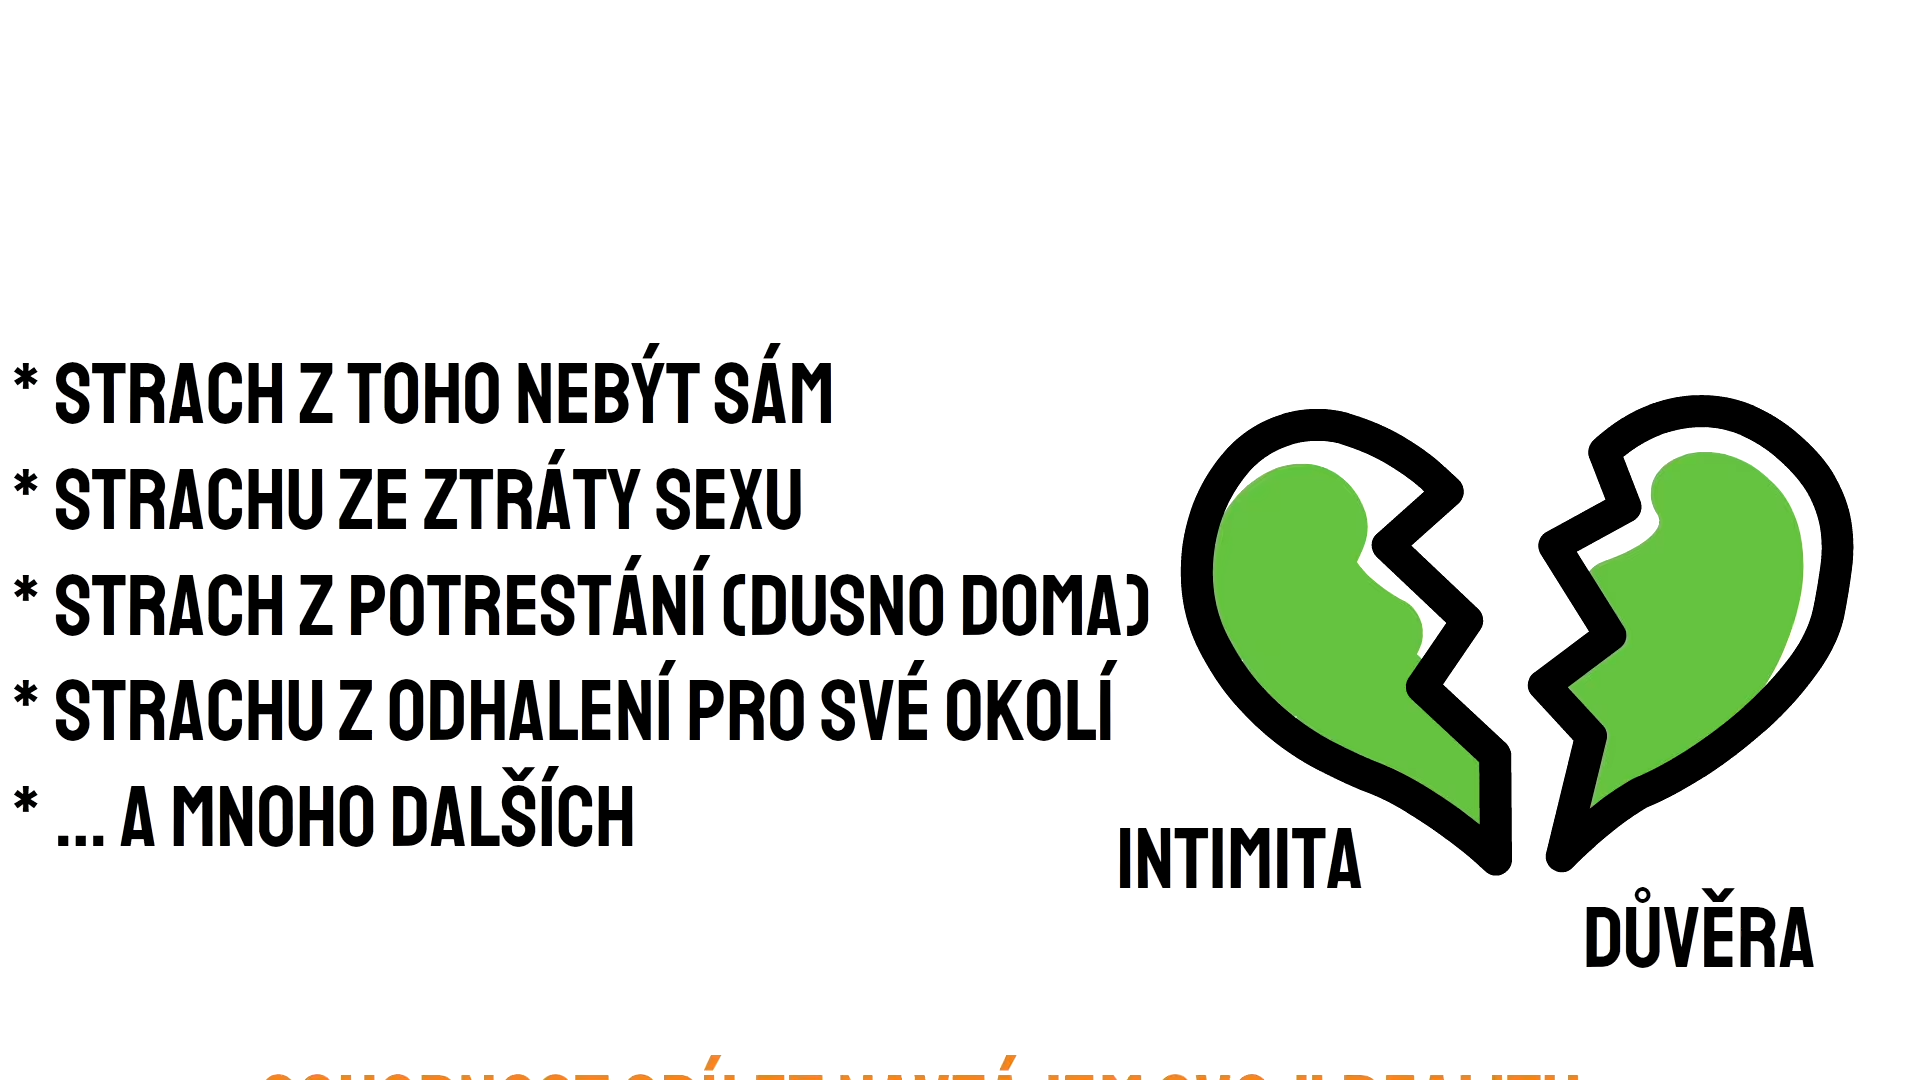 * STRACH Z TOHO NEBÝT SÁM
* STRACHU ZE ZTRÁTY SEXU
* STRACH Z POTRESTÁNÍ (DUSNO DOMA)
* STRACHU Z ODHALENÍ PRO SVÉ OKOLÍ
* ... A MNOHO DALŠÍCH
INTIMITA
DŮVĚRA